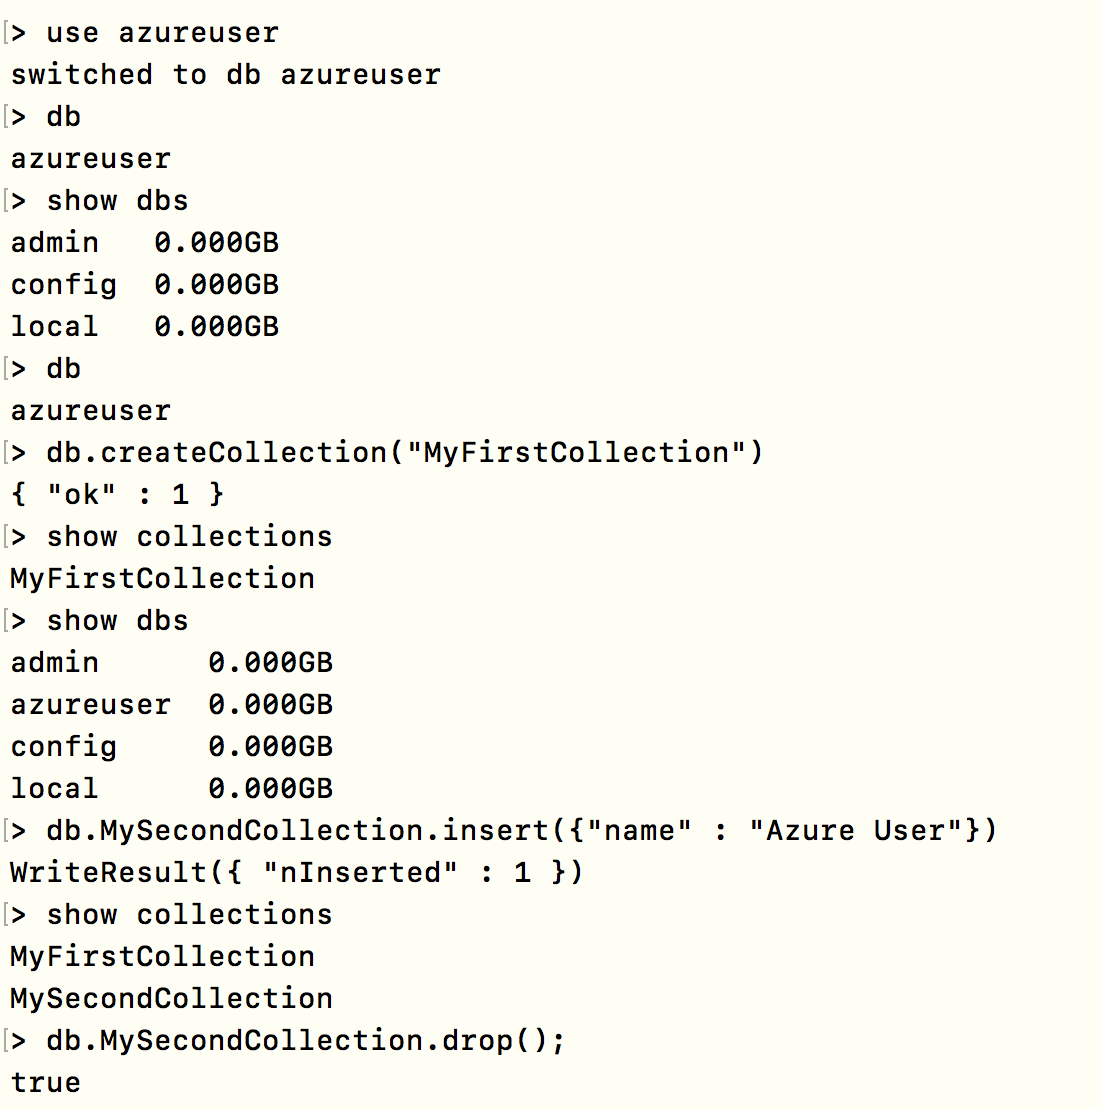 > use azureuser
switched to db azureuser
> db
azureuser
> show dbs
admin   0.000GB
config  0.000GB
local   0.000GB
> db
azureuser
> db.createCollection("MyFirstCollection")
{ "ok" : 1 }
> show collections
MyFirstCollection
> show dbs
admin      0.000GB
azureuser  0.000GB
config     0.000GB
local      0.000GB
> db.MySecondCollection.insert({"name" : "Azure User"})
WriteResult({ "nInserted" : 1 })
> show collections
MyFirstCollection
MySecondCollection
> db.MySecondCollection.drop();
true